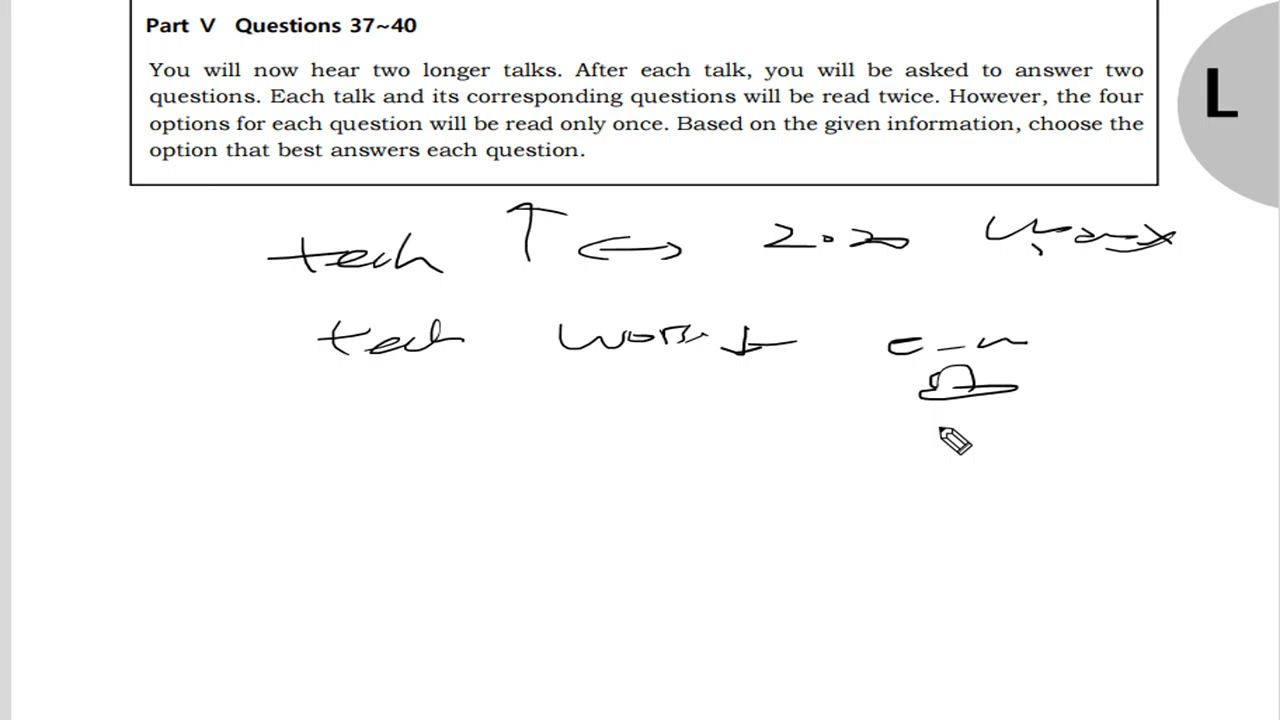 Part V Questions 37~40
You will now hear two longer talks. After each talk, you will be asked to answer two
questions. Each talk and its corresponding questions will be read twice. However, the four
options for each question will be read only once. Based on the given information, choose the
option that best answers each question.
L
tech ↑ ↔ 2020
tech